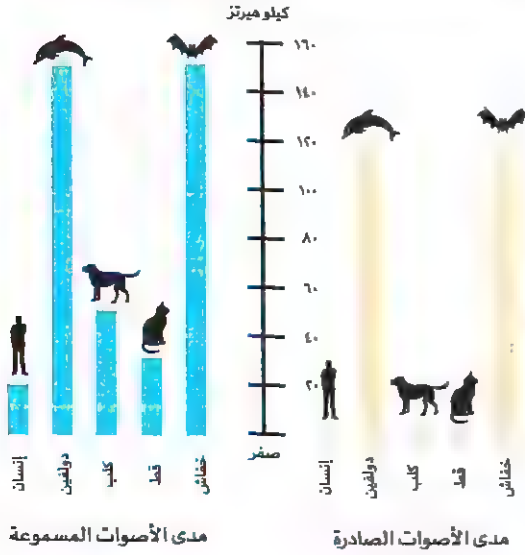 كيلو هيرتز
١٦٠
١٤٠
١٢٠
١٠٠
٨٠
٦٠
٤٠
٢٠
صفر
خفاش
قط
كلب
دولفين
إنسان
خفاش
قط
كلب
دولفين
إنسان
مدى الأصوات الصادرة
مدى الأصوات المسموعة